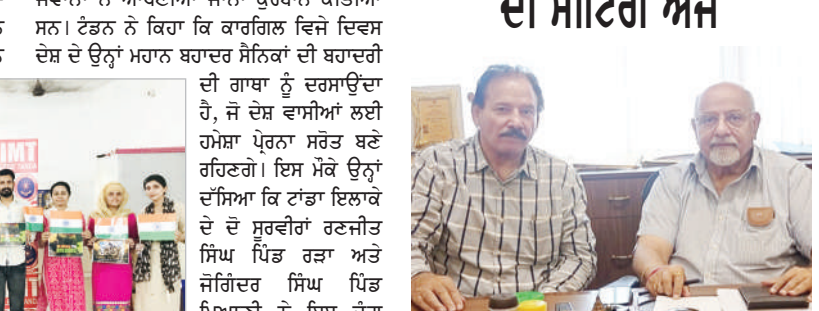 ਸਨ। ਟੰਡਨ ਨੇ ਕਿਹਾ ਕਿ ਕਾਰਗਿਲ ਵਿਜੇ ਦਿਵਸ
ਦੇਸ਼ ਦੇ ਉਨ੍ਹਾਂ ਮਹਾਨ ਬਹਾਦਰ ਸੈਨਿਕਾਂ ਦੀ ਬਹਾਦਰੀ
ਦੀ ਗਾਥਾ ਨੂੰ ਦਰਸਾਉਂਦਾ
ਹੈ, ਜੋ ਦੇਸ਼ ਵਾਸੀਆਂ ਲਈ
ਹਮੇਸ਼ਾ ਪ੍ਰੇਰਨਾ ਸਰੋਤ ਬਣੇ
ਰਹਿਣਗੇ। ਇਸ ਮੌਕੇ ਉਨ੍ਹਾਂ
ਦੱਸਿਆ ਕਿ ਟਾਂਡਾ ਇਲਾਕੇ
ਦੇ ਦੋ ਸੂਰਵੀਰਾਂ ਰਣਜੀਤ
ਸਿੰਘ ਪਿੰਡ ਰੜਾ ਅਤੇ
ਜੋਗਿੰਦਰ ਸਿੰਘ ਪਿੰਡ
ਦੀ ਮੀਟਿੰਗ ਅੱਜ